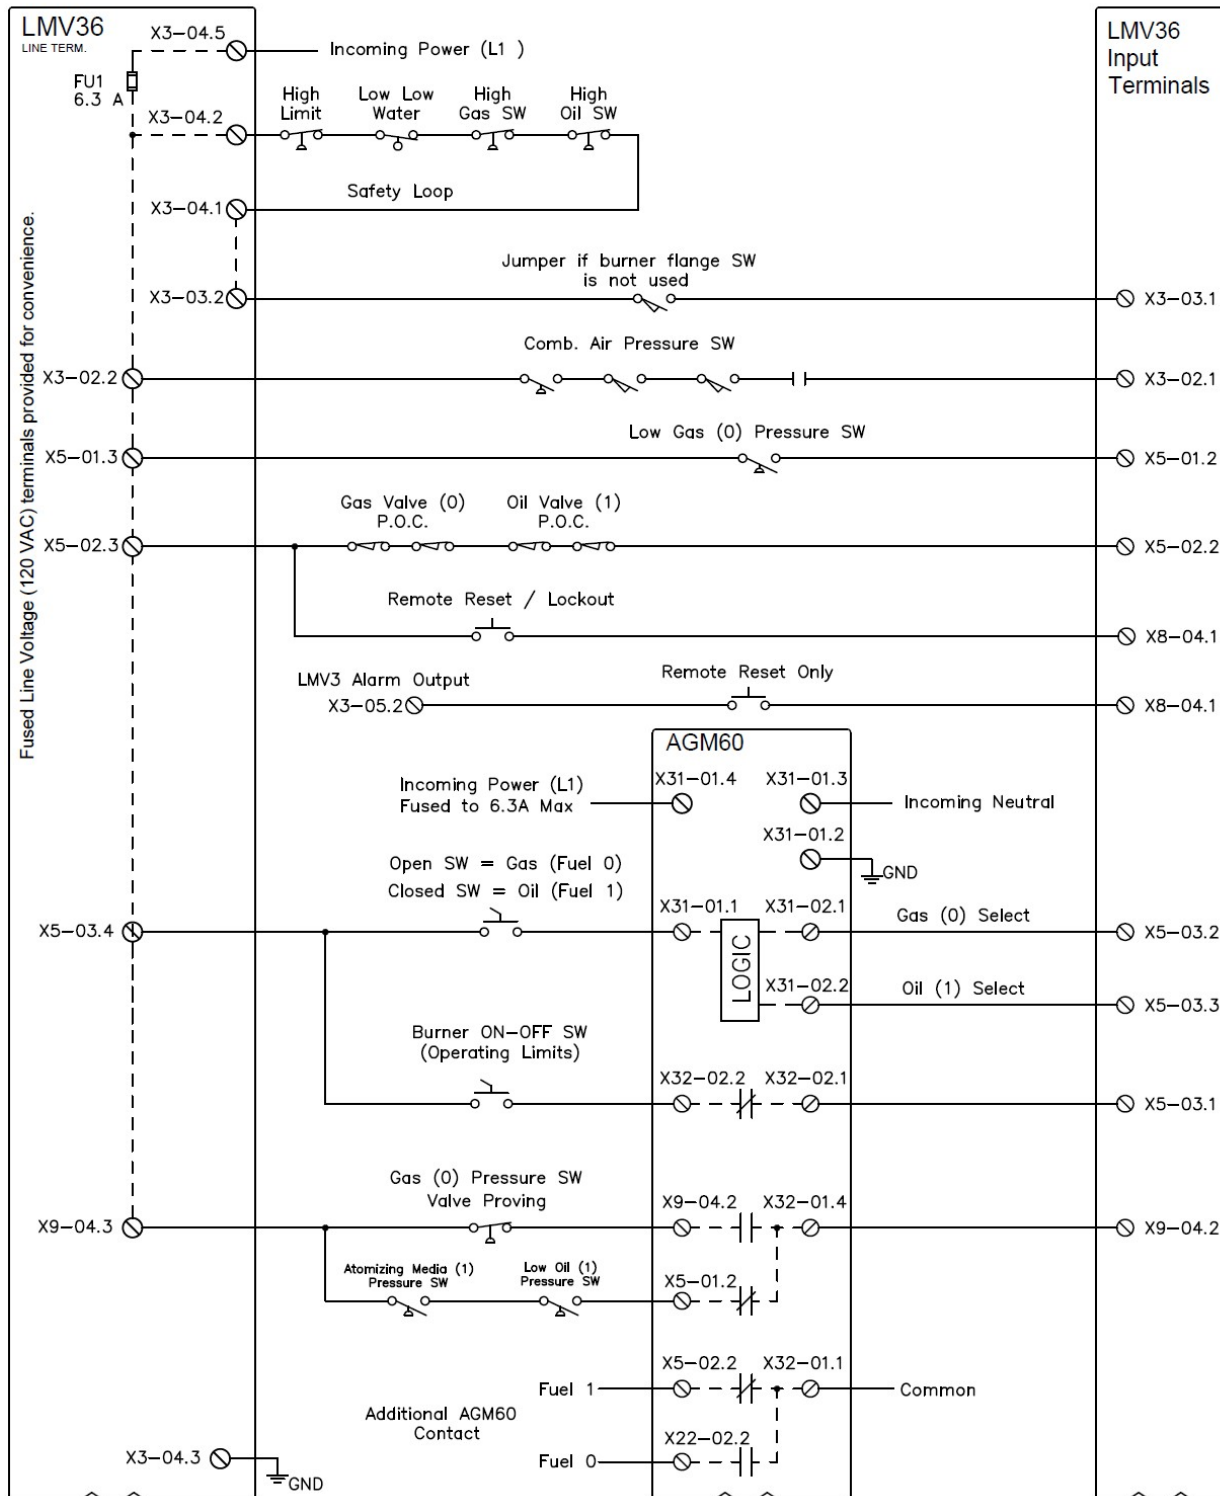 LMV36
LINE TERM.
X3-04.5
Incoming Power (L1 )
LMV36
Input
Terminals
FU1
6.3 A
X3-04.2
High
Limit
Low Low
Water
High
Gas SW
High
Oil SW
Safety Loop
X3-04.1
Fused Line Voltage (120 VAC) terminals provided for convenience.
Jumper if burner flange SW
is not used
X3-03.2
X3-03.1
Comb. Air Pressure SW
X3-02.2
X3-02.1
Low Gas (0) Pressure SW
X5-01.3
X5-01.2
Gas Valve (0)
P.O.C.
Oil Valve (1)
P.O.C.
X5-02.3
X5-02.2
Remote Reset / Lockout
X8-04.1
LMV3 Alarm Output
X3-05.2
Remote Reset Only
X8-04.1
AGM60
Incoming Power (L1)
Fused to 6.3A Max
X31-01.4
X31-01.3
Incoming Neutral
X31-01.2
GND
Open SW = Gas (Fuel 0)
Closed SW = Oil (Fuel 1)
X5-03.4
X31-01.1
X31-02.1
Gas (0) Select
X5-03.2
LOGIC
X31-02.2
Oil (1) Select
X5-03.3
Burner ON-OFF SW
(Operating Limits)
X32-02.2
X32-02.1
X5-03.1
Gas (0) Pressure SW
Valve Proving
X9-04.3
X9-04.2
X32-01.4
X9-04.2
Atomizing Media (1)
Pressure SW
Low Oil (1)
Pressure SW
X5-01.2
X5-02.2
X32-01.1
Fuel 1
Common
Additional AGM60
Contact
X22-02.2
Fuel 0
X3-04.3
GND